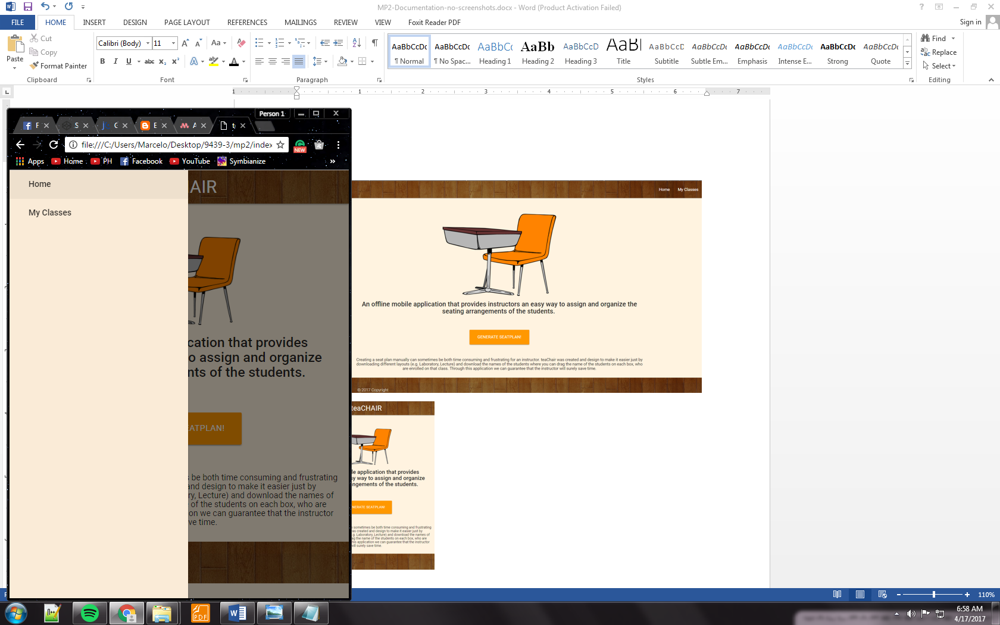 MP2-Documentation-no-screenshots.docx - Word (Product Activation Failed)
FILE HOME INSERT DESIGN PAGE LAYOUT REFERENCES MAILINGS REVIEW VIEW Foxit Reader PDF Sign in
Paste
Cut
Copy
Format Painter
Clipboard
Calibri (Body) 11
Font
Paragraph
AaBbCcDc AaBbCcDc AaBbCc AaBb AaBbCcD AaBl AaBbCcD AaBbCcDc AaBbCcDc AaBbCcDc AaBbCcDc AaBbCcDc
¶ Normal ¶ No Spac... Heading 1 Heading 2 Heading 3 Title Subtitle Subtle Em... Emphasis Intense E... Strong Quote
Styles
Find
Replace
Select
Editing
1 1 2 3 4 5 6 7
Person 1
F S C E A te
file:///C:/Users/Marcelo/Desktop/9439-3/mp2/index
NEW
Apps Home PH Facebook YouTube Symbianize »
Home
My Classes
AIR
cation that provides
o assign and organize
nts of the students.
EATPLAN!
s be both time consuming and frustrating
and design to make it easier just by
ry, Lecture) and download the names of
of the students on each box, who are
on we can guarantee that the instructor
ve time.
Home My Classes
An offline mobile application that provides instructors an easy way to assign and organize the
seating arrangements of the students.
GENERATE SEATPLAN!
Creating a seat plan manually can sometimes be both time consuming and frustrating for an instructor. teaChair was created and design to make it easier just by
downloading different layouts (e.g. Laboratory, Lecture) and download the names of the students where you can drag the name of the students on each box, who
are enrolled on that class. Through this application we can guarantee that the instructor will surely save time.
© 2017 Copyright
teaCHAIR
le application that provides
sy way to assign and organize
angements of the students.
NERATE SEATPLAN!
n sometimes be both time consuming and frustrating
as created and design to make it easier just by
.g. Laboratory, Lecture) and download the names of
ag the name of the students on each box, who are
his application we can guarantee that the instructor
will surely save time.
110%
PDF
6:58 AM
4/17/2017